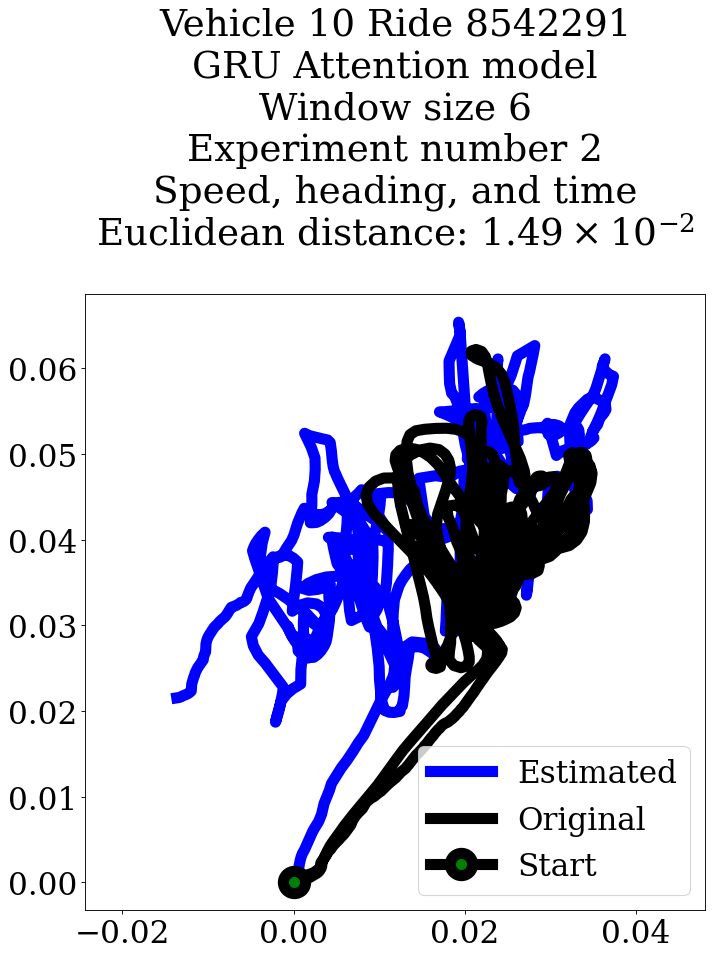 Vehicle 10 Ride 8542291
GRU Attention model
Window size 6
Experiment number 2
Speed, heading, and time
Euclidean distance: 1.49 × 10⁻²
0.06
0.05
0.04
0.03
0.02
0.01
0.00
−0.02 0.00 0.02 0.04
Estimated
Original
Start